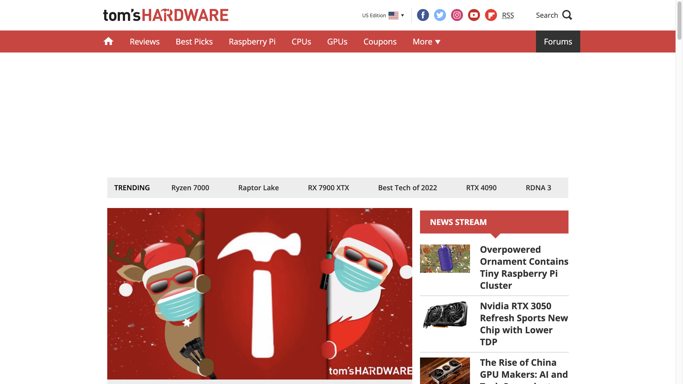 tom'sHARDWARE
US Edition
RSS
Search
Reviews
Best Picks
Raspberry Pi
CPUs
GPUs
Coupons
More
Forums
TRENDING
Ryzen 7000
Raptor Lake
RX 7900 XTX
Best Tech of 2022
RTX 4090
RDNA 3
tom'sHARDWARE
NEWS STREAM
Overpowered
Ornament Contains
Tiny Raspberry Pi
Cluster
Nvidia RTX 3050
Refresh Sports New
Chip with Lower
TDP
The Rise of China
GPU Makers: AI and